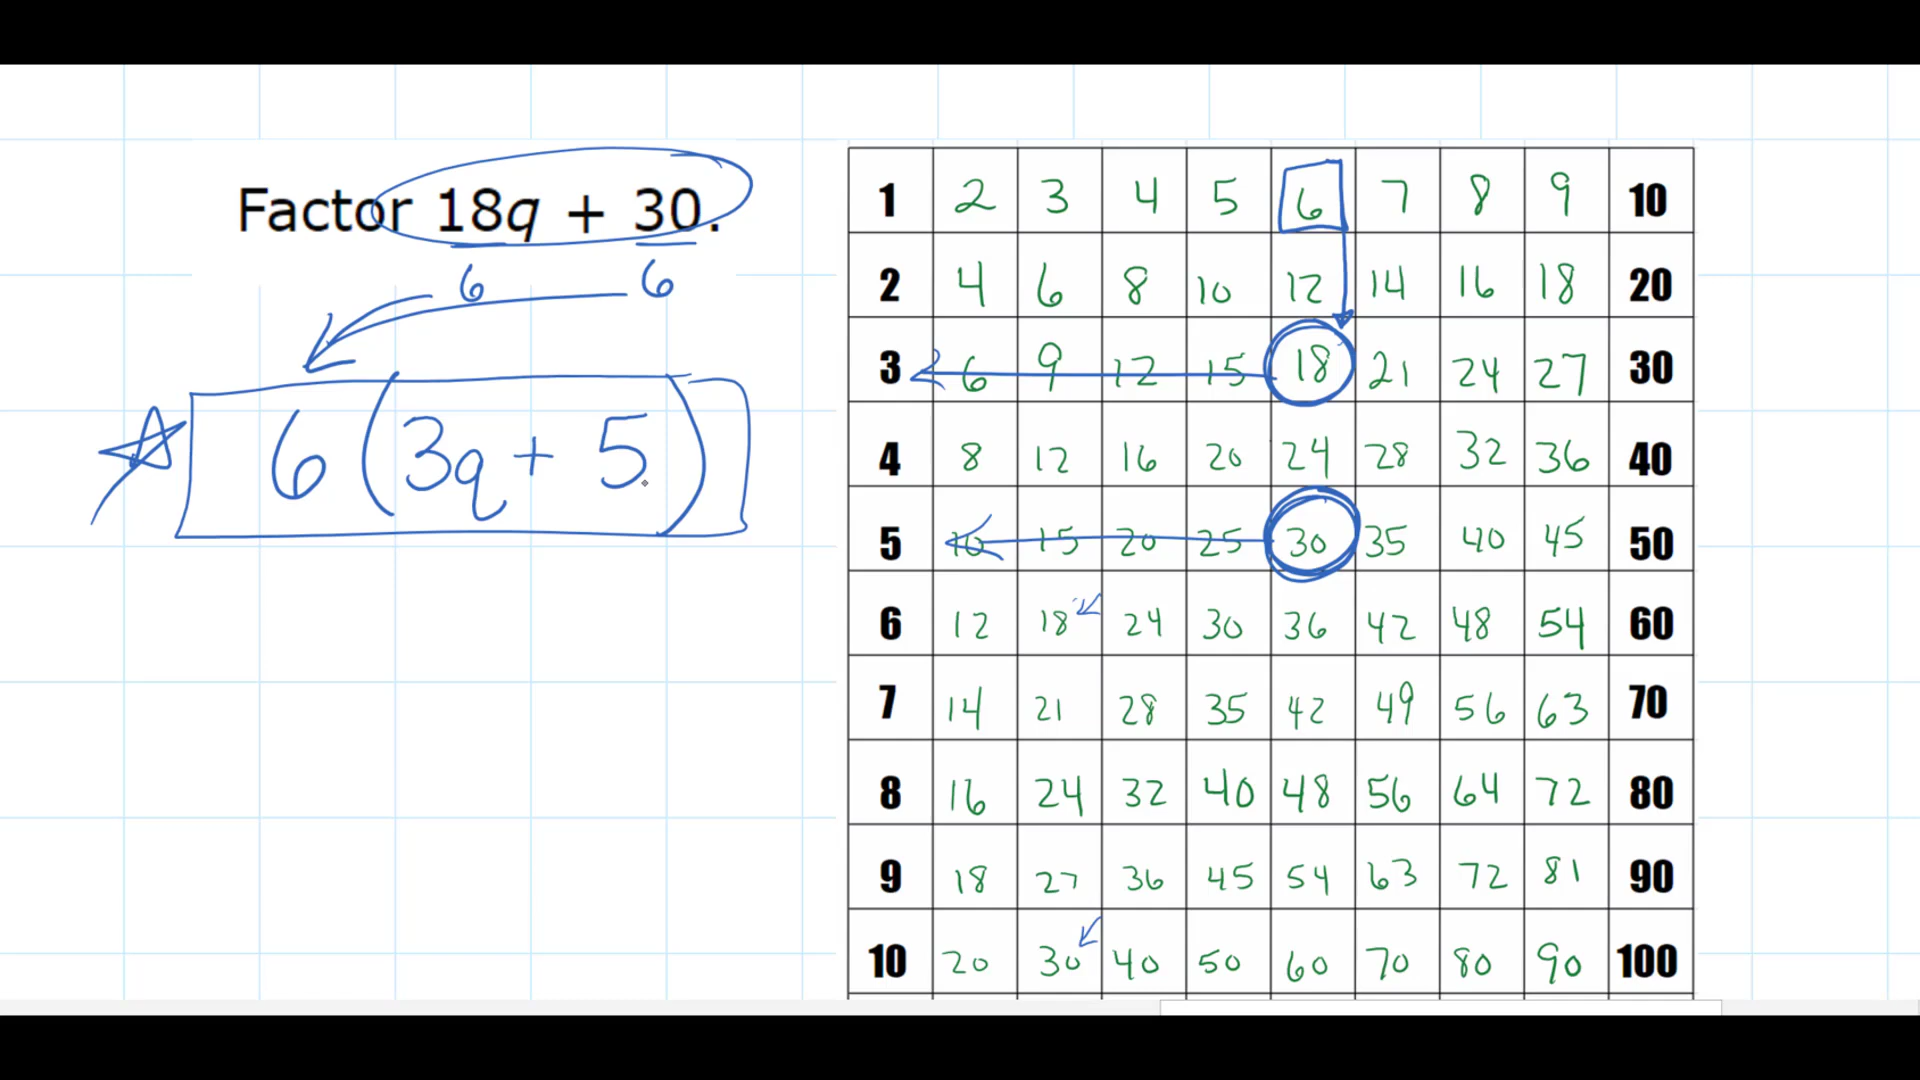 Factor 18q + 30.
6 6
6 (3q + 5)
1 2 3 4 5 6 7 8 9 10
2 4 6 8 10 12 14 16 18 20
3 6 9 12 15 18 21 24 27 30
4 8 12 16 20 24 28 32 36 40
5 10 15 20 25 30 35 40 45 50
6 12 18 24 30 36 42 48 54 60
7 14 21 28 35 42 49 56 63 70
8 16 24 32 40 48 56 64 72 80
9 18 27 36 45 54 63 72 81 90
10 20 30 40 50 60 70 80 90 100